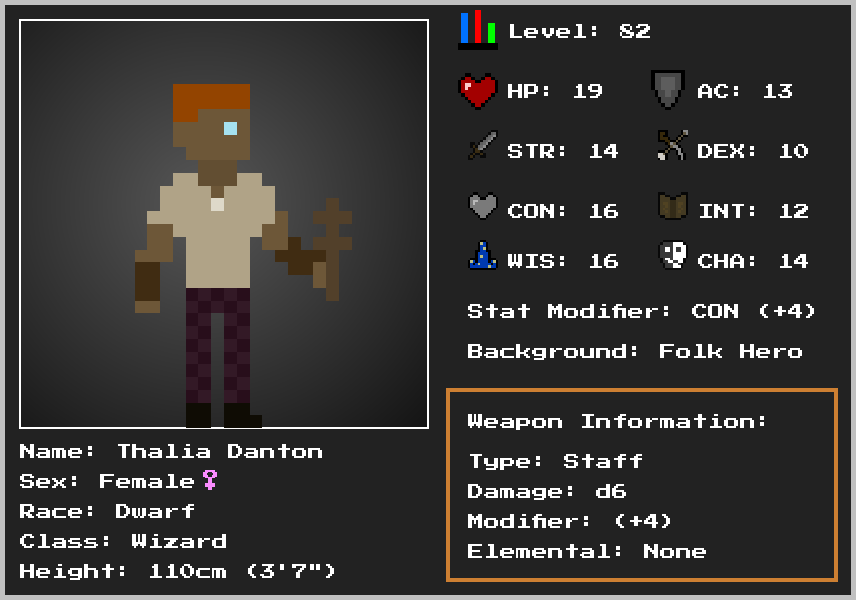 Level: 82
HP: 19
AC: 13
STR: 14
DEX: 10
CON: 16
INT: 12
WIS: 16
CHA: 14
Stat Modifier: CON (+4)
Background: Folk Hero
Weapon Information:
Type: Staff
Damage: d6
Modifier: (+4)
Elemental: None
Name: Thalia Danton
Sex: Female♀
Race: Dwarf
Class: Wizard
Height: 110cm (3'7")